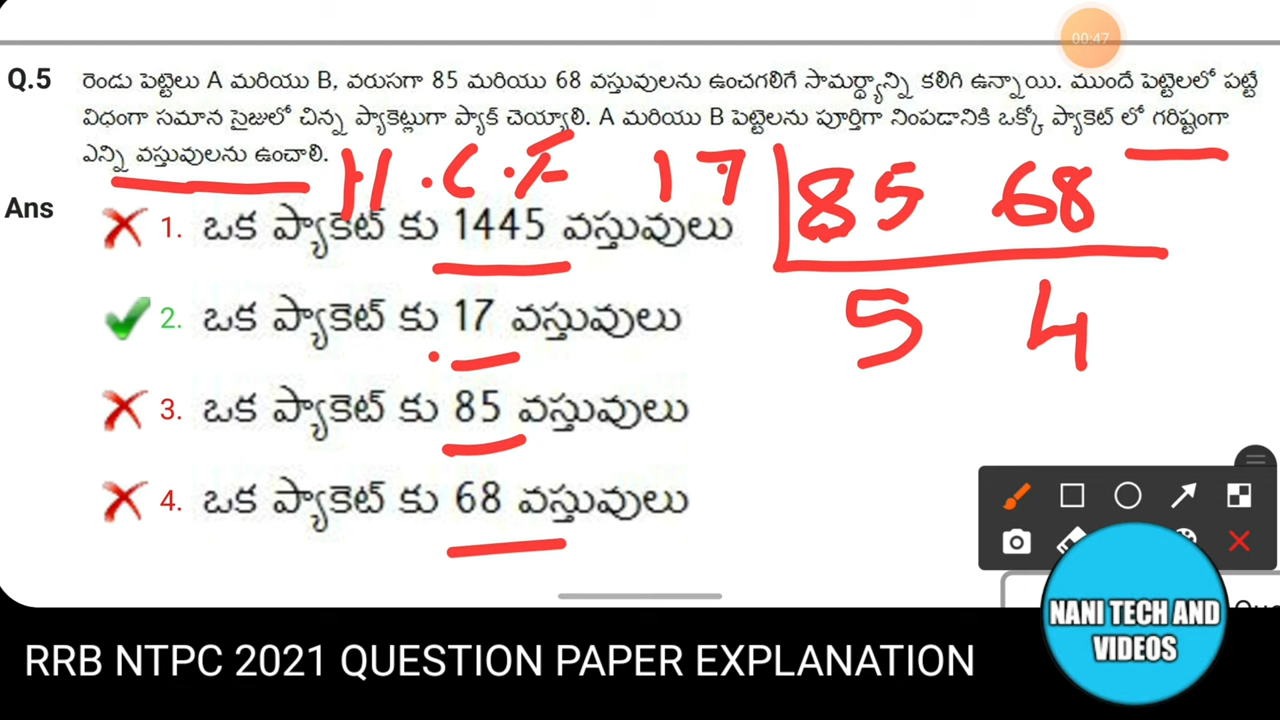 00:47
Q.5 రెండు పెట్టెలు A మరియు B, వరుసగా 85 మరియు 68 వస్తువులను ఉంచగలిగే సామర్థ్యాన్ని కలిగి ఉన్నాయి. ముందే పెట్టెలలో పట్టే
విధంగా సమాన సైజులో చిన్న ప్యాకెట్లుగా ప్యాక్ చెయ్యాలి. A మరియు B పెట్టెలను పూర్తిగా నింపడానికి ఒక్కో ప్యాకెట్ లో గరిష్టంగా
ఎన్ని వస్తువులను ఉంచాలి.
H.C.F 17 85 68
5 4
Ans
1. ఒక ప్యాకెట్ కు 1445 వస్తువులు
2. ఒక ప్యాకెట్ కు 17 వస్తువులు
3. ఒక ప్యాకెట్ కు 85 వస్తువులు
4. ఒక ప్యాకెట్ కు 68 వస్తువులు
NANI TECH AND
VIDEOS
RRB NTPC 2021 QUESTION PAPER EXPLANATION